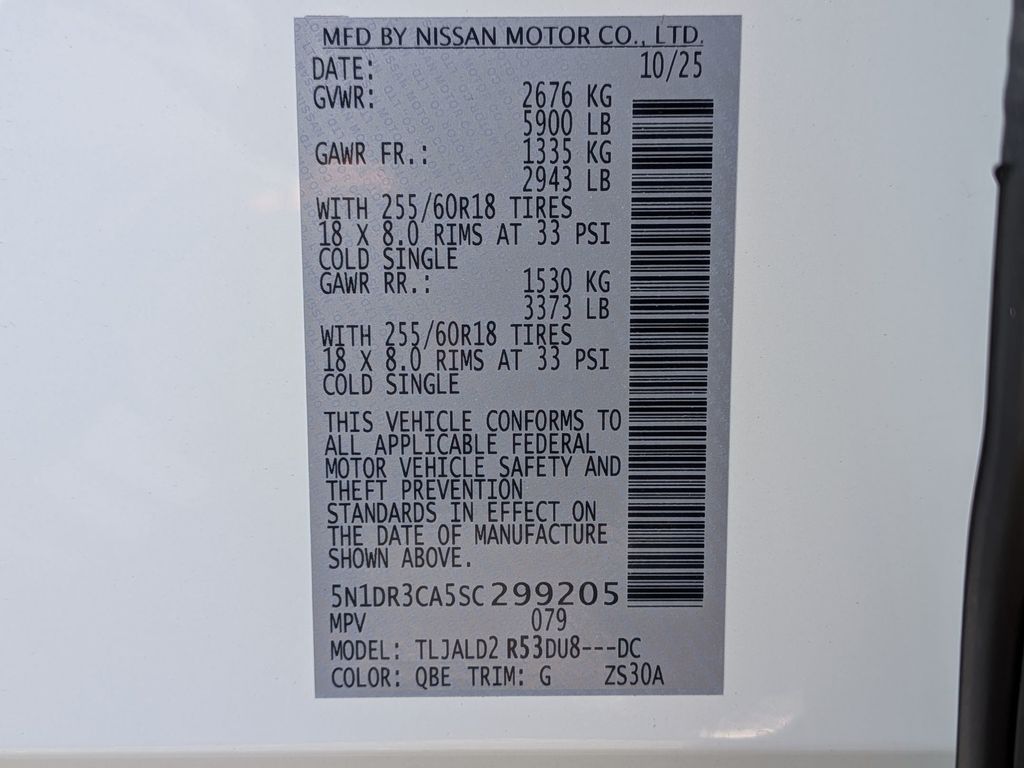 MFD BY NISSAN MOTOR CO., LTD.
DATE: 10/25
GVWR: 2676 KG
5900 LB
GAWR FR.: 1335 KG
2943 LB
WITH 255/60R18 TIRES
18 X 8.0 RIMS AT 33 PSI
COLD SINGLE
GAWR RR.: 1530 KG
3373 LB
WITH 255/60R18 TIRES
18 X 8.0 RIMS AT 33 PSI
COLD SINGLE
THIS VEHICLE CONFORMS TO
ALL APPLICABLE FEDERAL
MOTOR VEHICLE SAFETY AND
THEFT PREVENTION
STANDARDS IN EFFECT ON
THE DATE OF MANUFACTURE
SHOWN ABOVE.
5N1DR3CA5SC299205
MPV 079
MODEL: TLJALD2 R53DU8---DC
COLOR: QBE TRIM: G ZS30A